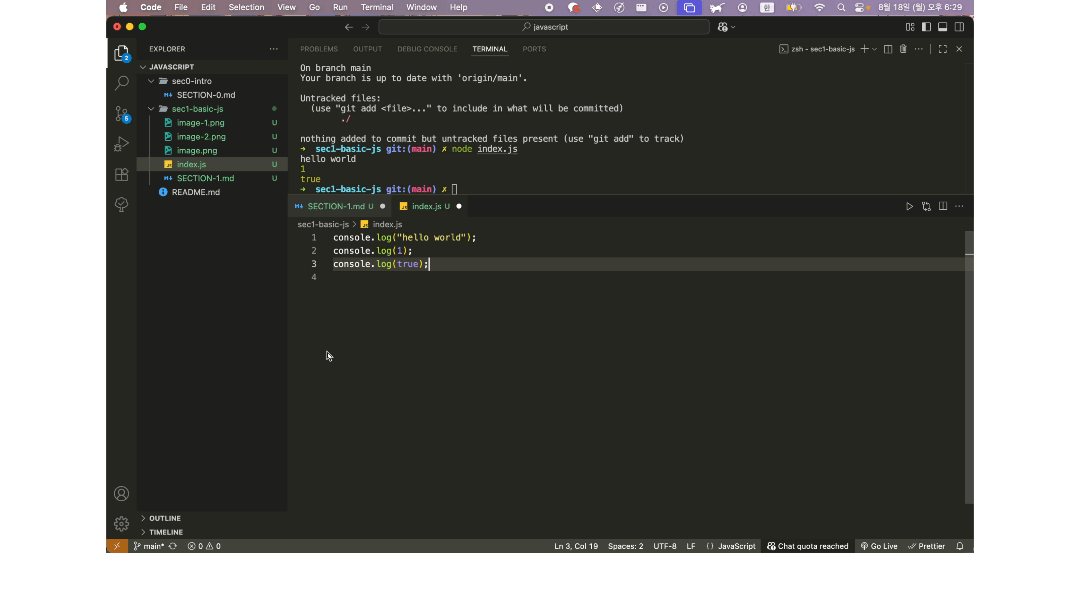 Code File Edit Selection View Go Run Terminal Window Help 한 8월 18일 (월) 오후 6:29
javascript
EXPLORER
PROBLEMS OUTPUT DEBUG CONSOLE TERMINAL PORTS
zsh - sec1-basic-js
JAVASCRIPT
sec0-intro
SECTION-0.md
sec1-basic-js
image-1.png U
image-2.png U
image.png U
index.js U
SECTION-1.md U
README.md
2
5
On branch main
Your branch is up to date with 'origin/main'.
Untracked files:
(use "git add <file>..." to include in what will be committed)
./
nothing added to commit but untracked files present (use "git add" to track)
→ sec1-basic-js git:(main) ✗ node index.js
hello world
1
true
→ sec1-basic-js git:(main) ✗
SECTION-1.md U index.js U
sec1-basic-js > index.js
1 console.log("hello world");
2 console.log(1);
3 console.log(true);
4
OUTLINE
TIMELINE
main* 0 0 Ln 3, Col 19 Spaces: 2 UTF-8 LF JavaScript Chat quota reached Go Live Prettier